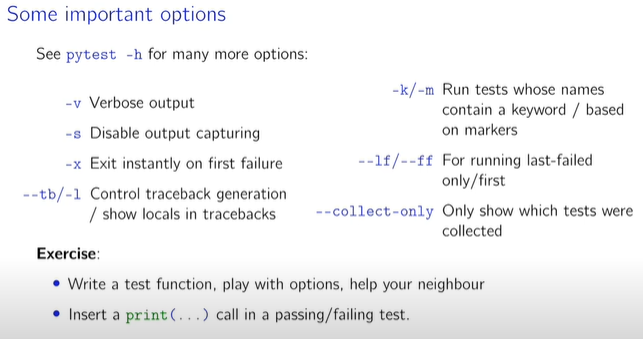 Some important options
See pytest -h for many more options:
-v Verbose output
-s Disable output capturing
-x Exit instantly on first failure
--tb/-l Control traceback generation
/ show locals in tracebacks
-k/-m Run tests whose names
contain a keyword / based
on markers
--lf/--ff For running last-failed
only/first
--collect-only Only show which tests were
collected
Exercise:
• Write a test function, play with options, help your neighbour
• Insert a print(...) call in a passing/failing test.